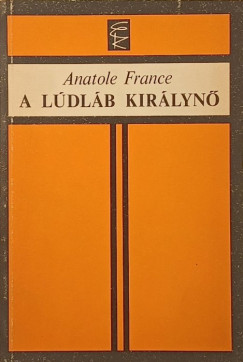 Anatole France
A LÚDLÁB KIRÁLYNŐ